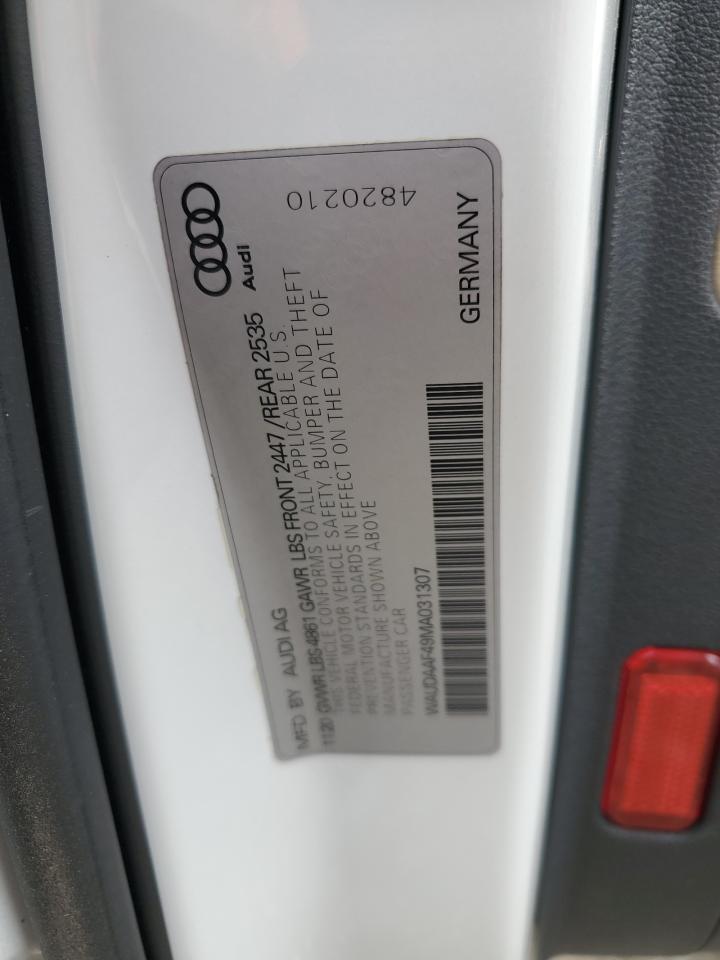 MFD BY AUDI AG
Audi
11 20 GVWR LBS 4861 GAWR LBS FRONT 2447/REAR 2535
THIS VEHICLE CONFORMS TO ALL APPLICABLE U.S.
FEDERAL MOTOR VEHICLE SAFETY, BUMPER AND THEFT
PREVENTION STANDARDS IN EFFECT ON THE DATE OF
MANUFACTURE SHOWN ABOVE
PASSENGER CAR
4820210
WAUDAAF49MA031307
GERMANY